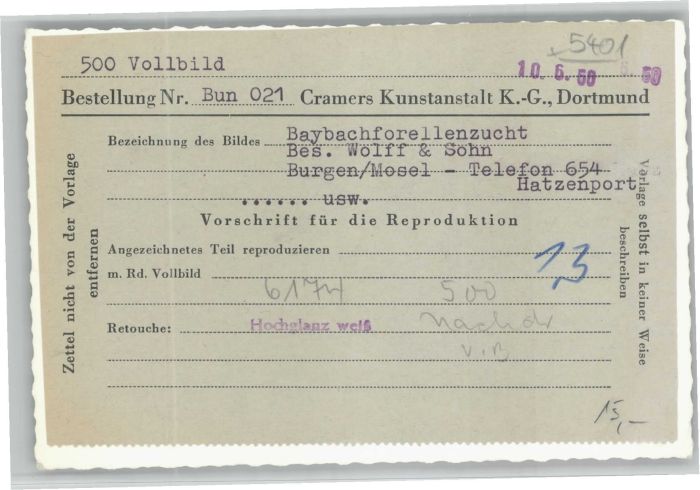 5401
500 Vollbild
10. 6. 60
Bestellung Nr. Bun 021 Cramers Kunstanstalt K.-G., Dortmund
Bezeichnung des Bildes Baybachforellenzucht
Bes. Wolff & Sohn
Burgen/Mosel - Telefon 654
Hatzenport
...... usw.
Vorschrift für die Reproduktion
Angezeichnetes Teil reproduzieren
13
m. Rd. Vollbild
500
Retouche: Hochglanz weiß
15,-
Zettel nicht von der Vorlage
entfernen
Vorlage selbst in keiner Weise
beschreiben